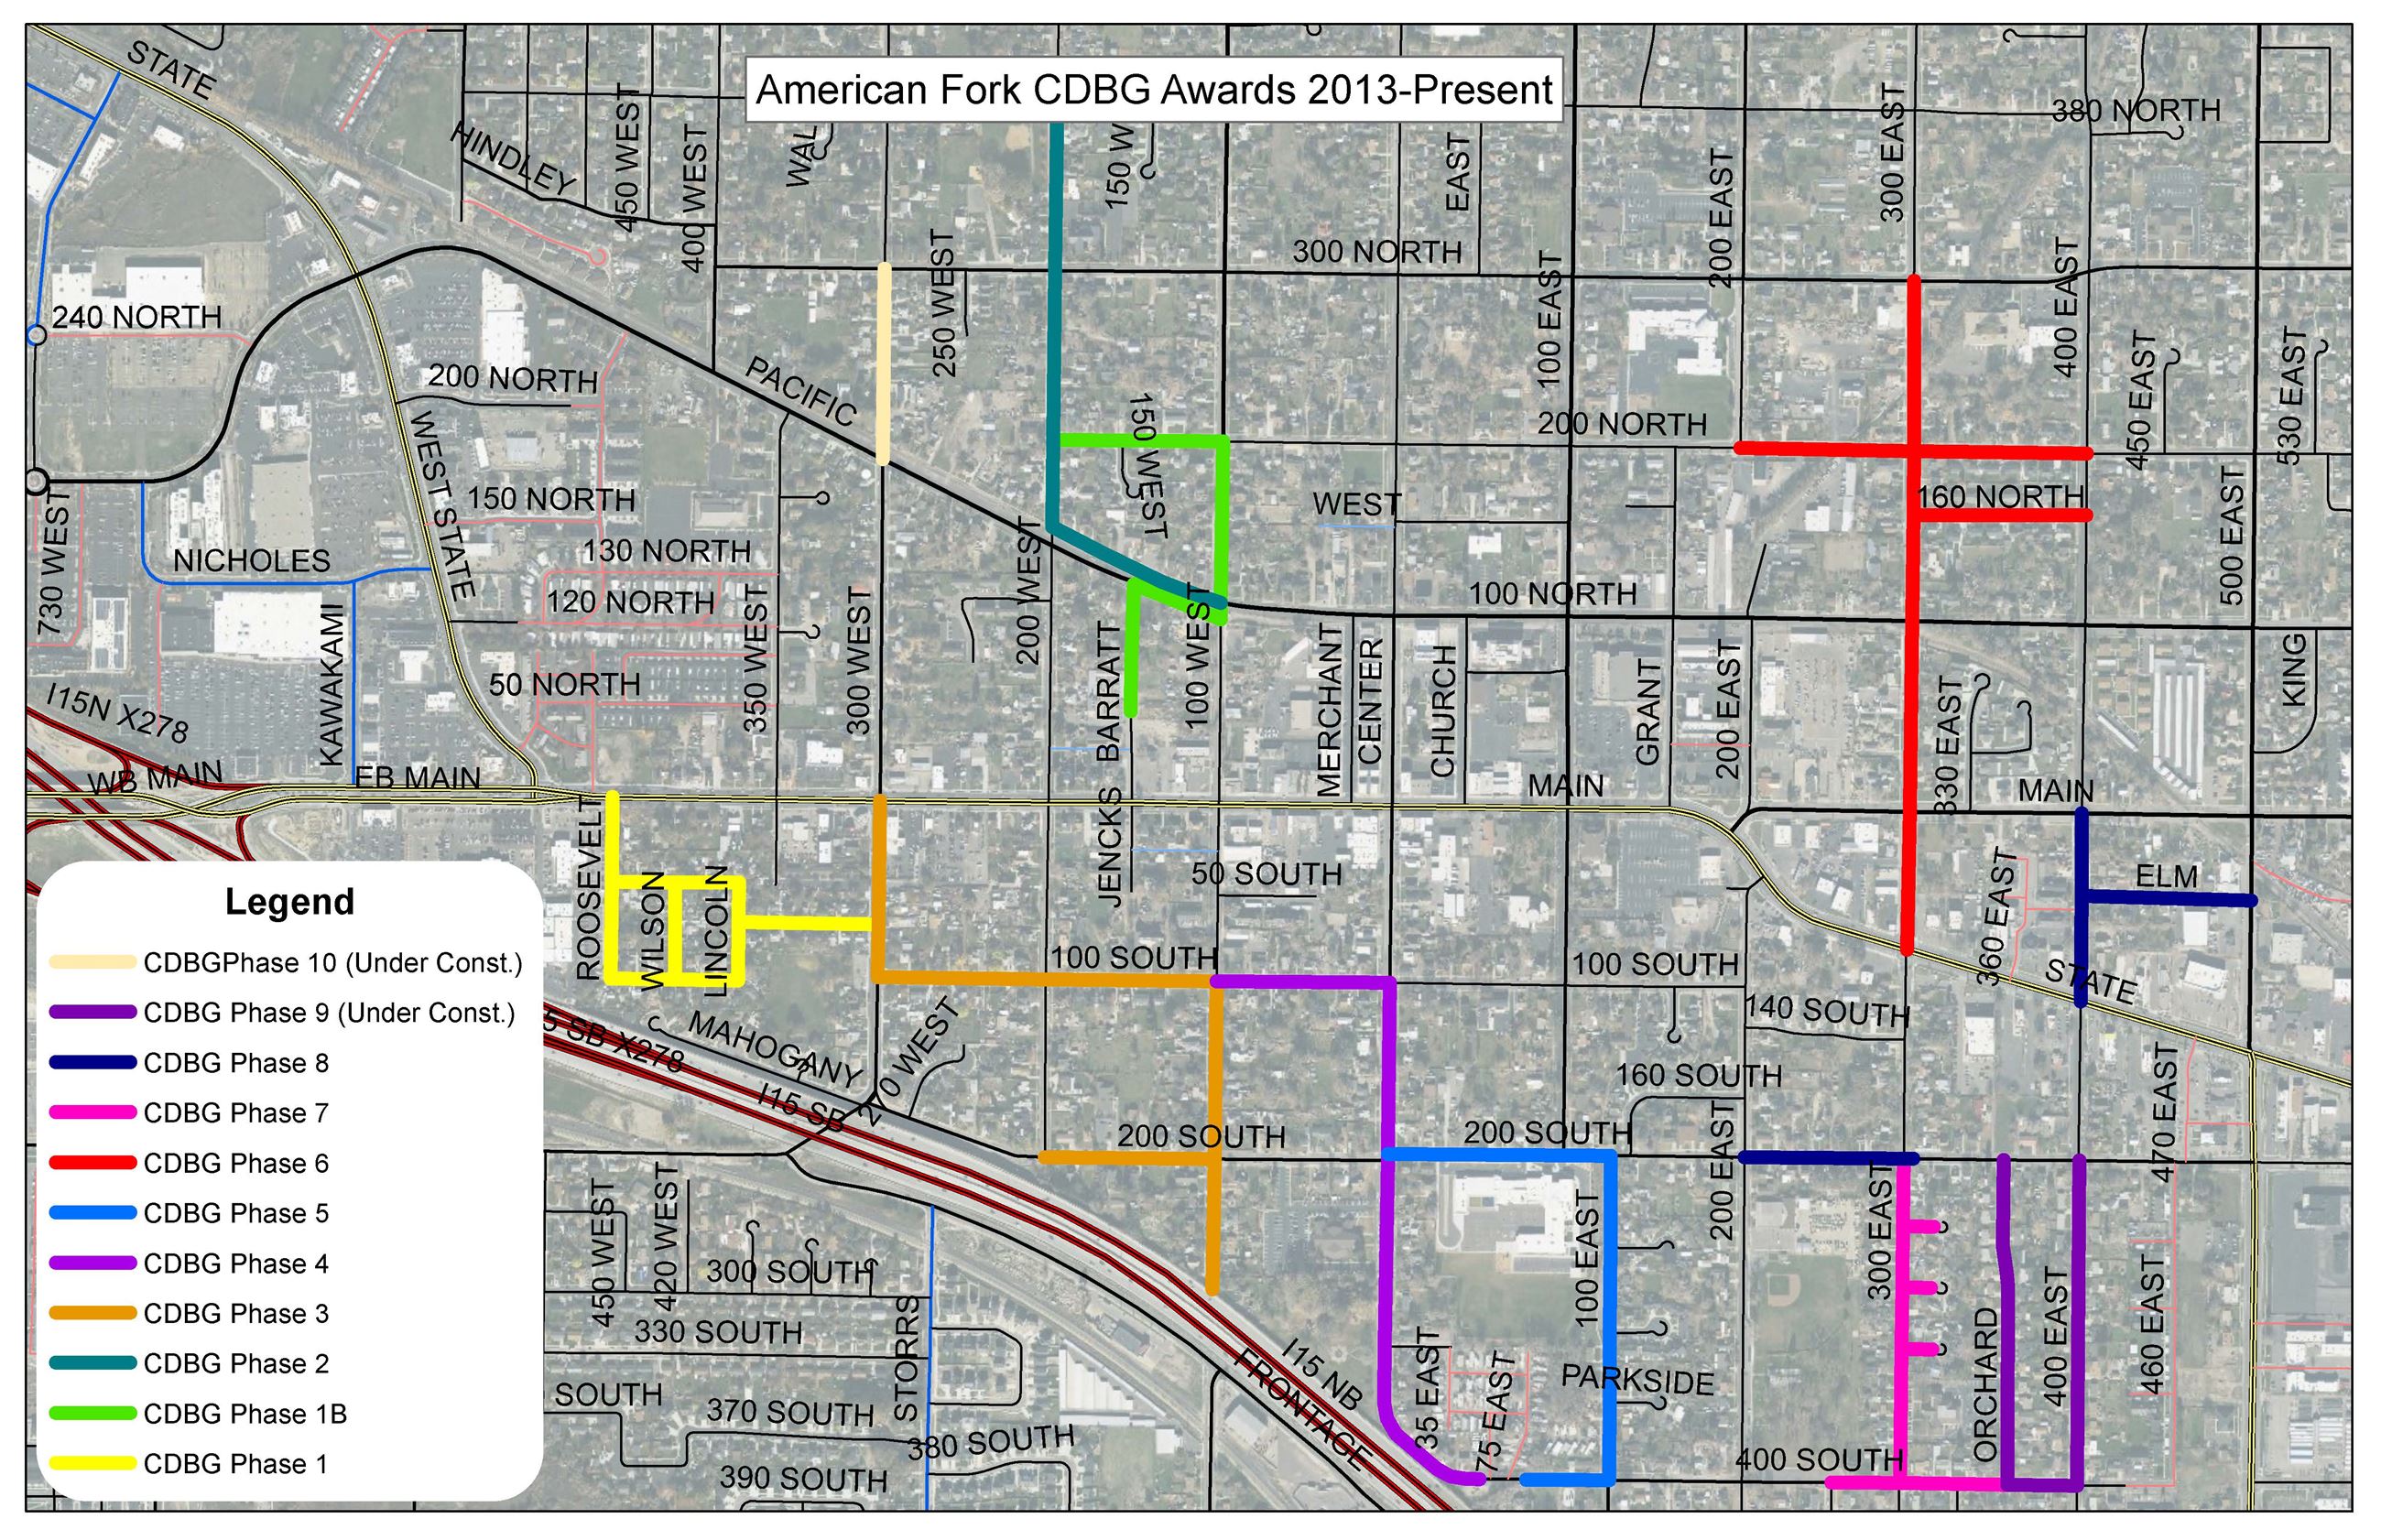 American Fork CDBG Awards 2013-Present
STATE
HINDLEY
450 WEST
400 WEST
WAL
150 W
EAST
200 EAST
300 EAST
380 NORTH
240 NORTH
250 WEST
300 NORTH
100 EAST
400 EAST
450 EAST
530 EAST
200 NORTH
PACIFIC
150 WEST
200 NORTH
WEST STATE
150 NORTH
WEST
160 NORTH
500 EAST
730 WEST
NICHOLES
130 NORTH
120 NORTH
200 WEST
100 NORTH
KAWAKAMI
50 NORTH
350 WEST
300 WEST
BARRATT
100 WEST
MERCHANT
CENTER
CHURCH
GRANT
200 EAST
330 EAST
KING
I15N X278
WB MAIN
EB MAIN
MAIN
MAIN
ROOSEVELT
WILSON
LINCOLN
JENCKS
50 SOUTH
360 EAST
ELM
100 SOUTH
100 SOUTH
STATE
140 SOUTH
5 SB X278
MAHOGANY
I15 SB
160 SOUTH
470 EAST
200 SOUTH
200 SOUTH
200 EAST
450 WEST
420 WEST
300 SOUTH
100 EAST
300 EAST
330 SOUTH
STORRS
I15 NB
FRONTAGE
35 EAST
75 EAST
PARKSIDE
ORCHARD
400 EAST
460 EAST
SOUTH
370 SOUTH
380 SOUTH
390 SOUTH
400 SOUTH
Legend
CDBGPhase 10 (Under Const.)
CDBG Phase 9 (Under Const.)
CDBG Phase 8
CDBG Phase 7
CDBG Phase 6
CDBG Phase 5
CDBG Phase 4
CDBG Phase 3
CDBG Phase 2
CDBG Phase 1B
CDBG Phase 1